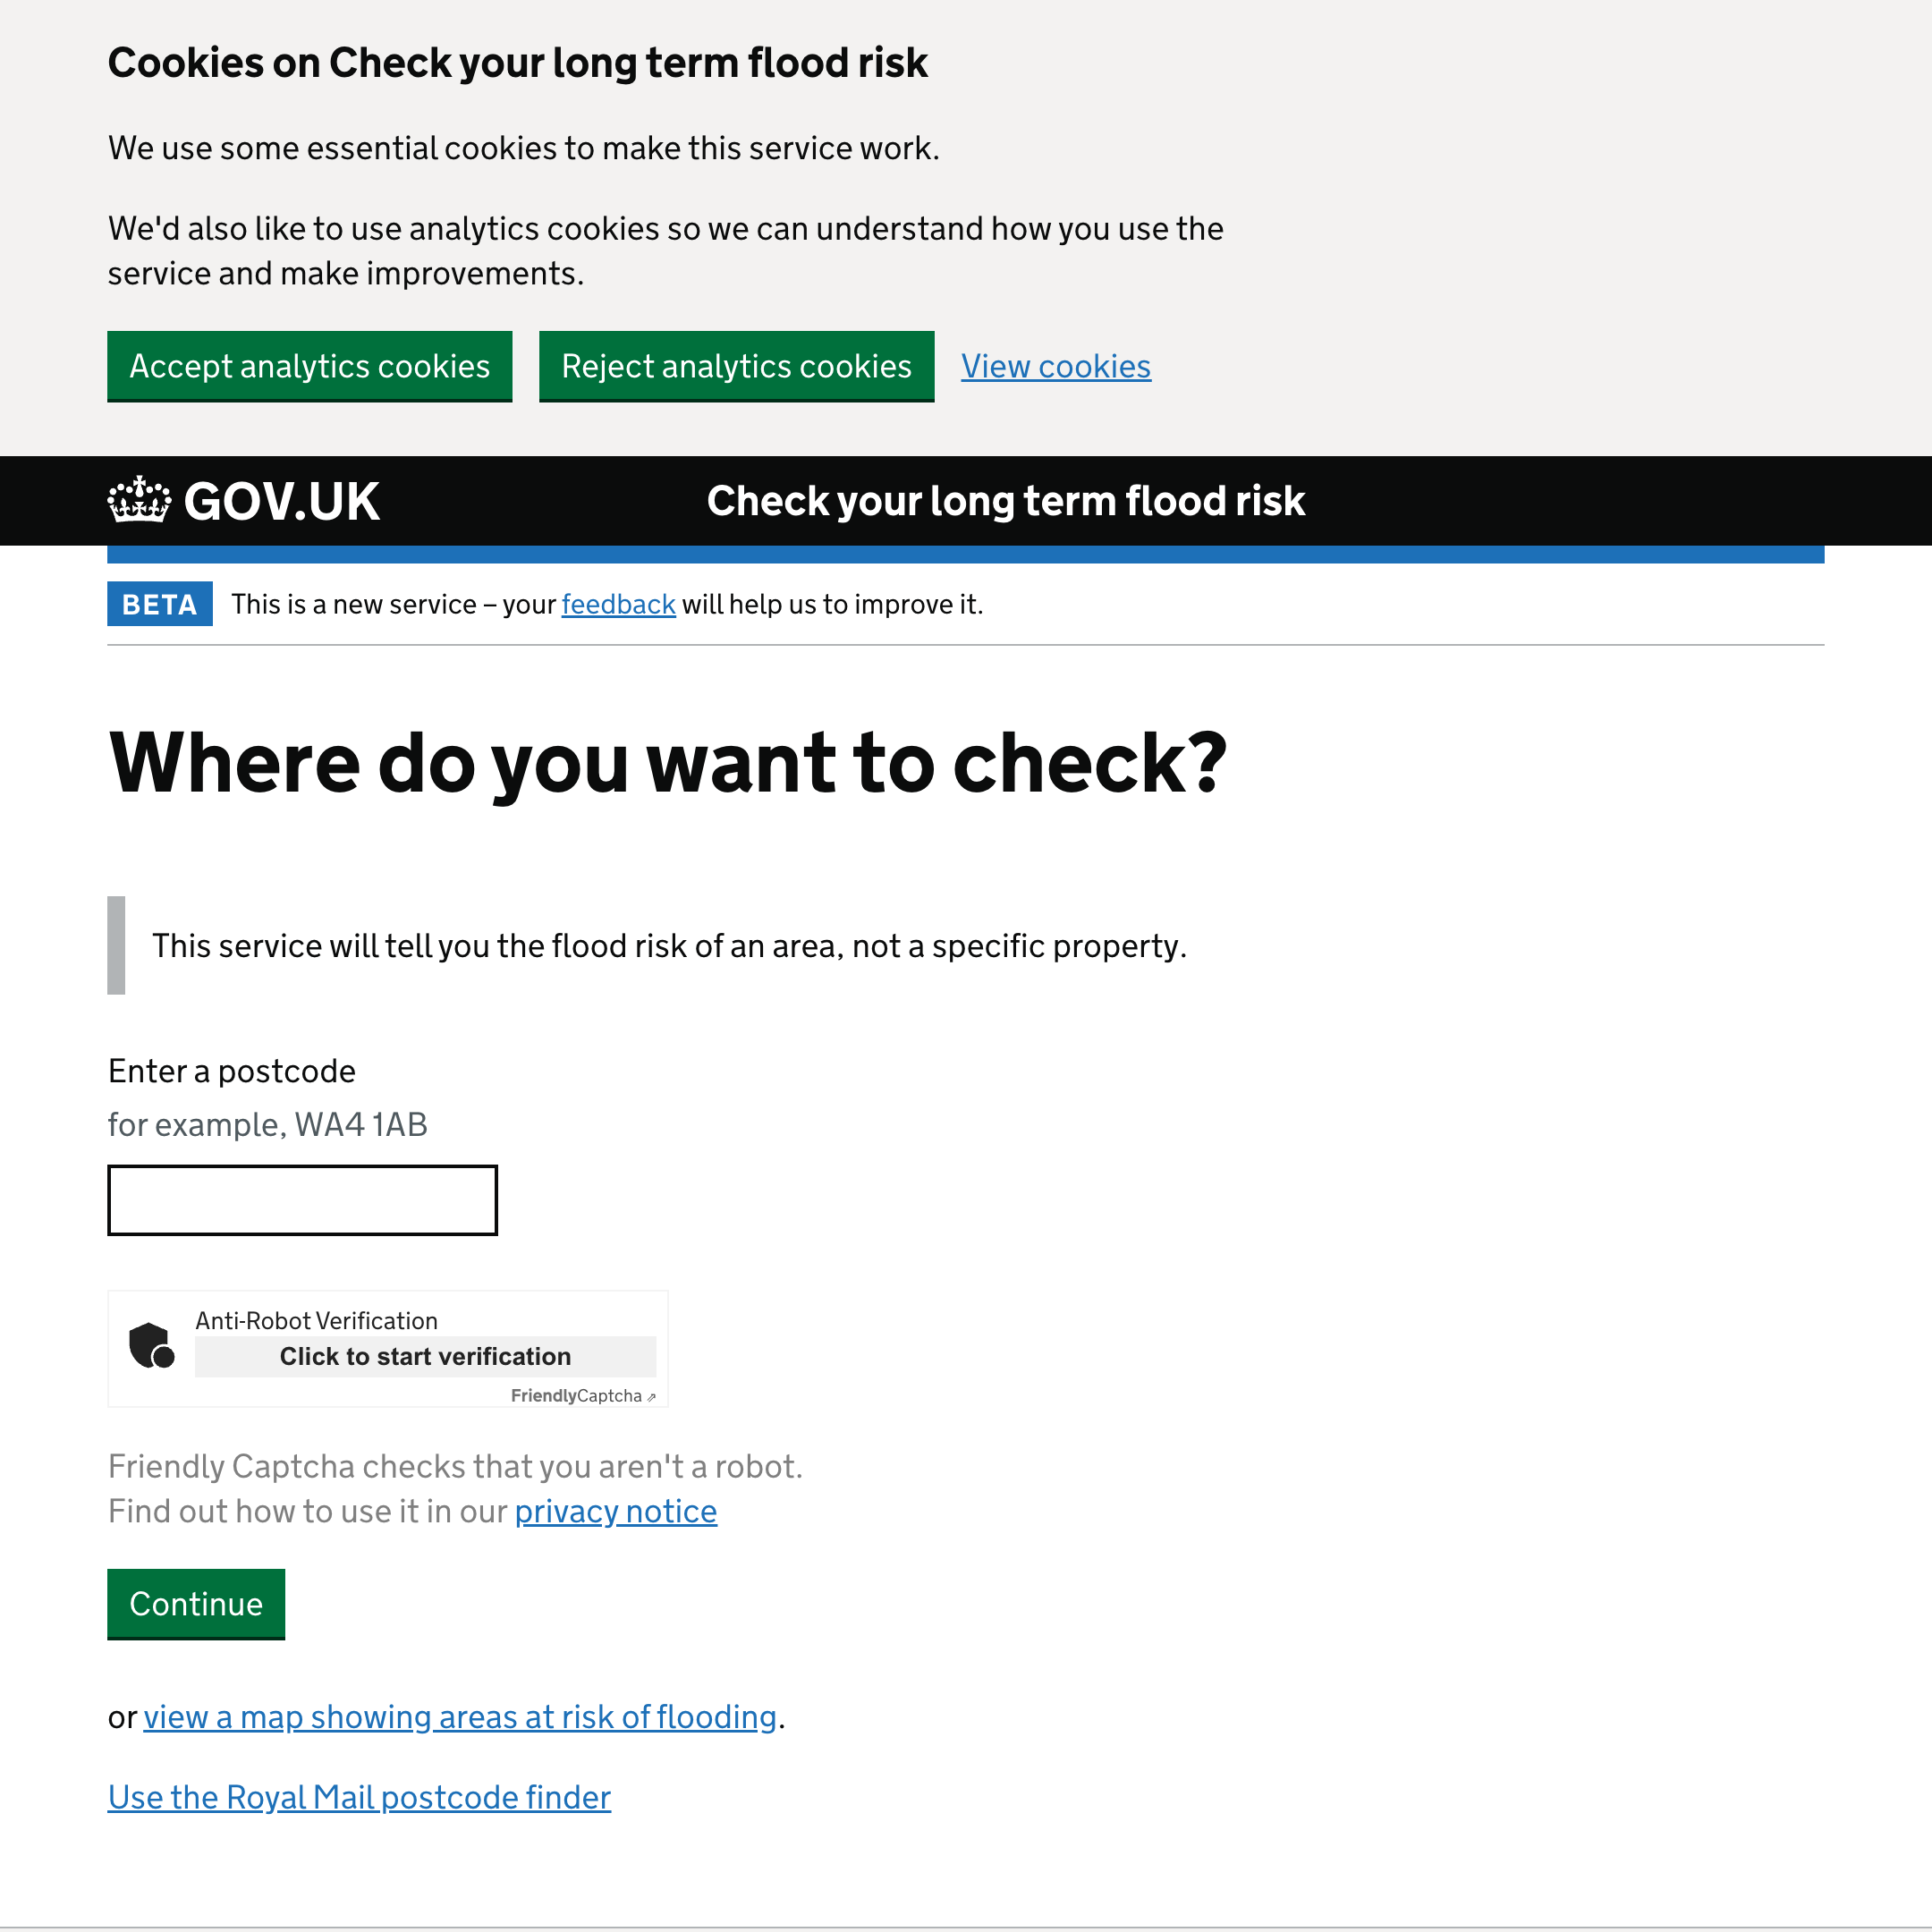 Cookies on Check your long term flood risk
We use some essential cookies to make this service work.
We'd also like to use analytics cookies so we can understand how you use the
service and make improvements.
Accept analytics cookies Reject analytics cookies View cookies
GOV.UK Check your long term flood risk
BETA This is a new service – your feedback will help us to improve it.
Where do you want to check?
This service will tell you the flood risk of an area, not a specific property.
Enter a postcode
for example, WA4 1AB
Anti-Robot Verification
Click to start verification
FriendlyCaptcha ⇗
Friendly Captcha checks that you aren't a robot.
Find out how to use it in our privacy notice
Continue
or view a map showing areas at risk of flooding.
Use the Royal Mail postcode finder